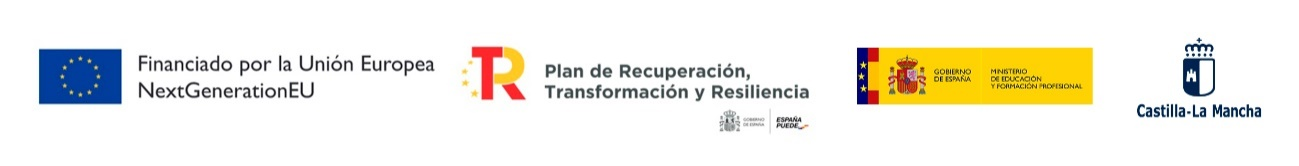 Financiado por la Unión Europea
NextGenerationEU
TR
Plan de Recuperación,
Transformación y Resiliencia
GOBIERNO
DE ESPAÑA
ESPAÑA
PUEDE
GOBIERNO
DE ESPAÑA
MINISTERIO
DE EDUCACIÓN
Y FORMACIÓN PROFESIONAL
Castilla-La Mancha